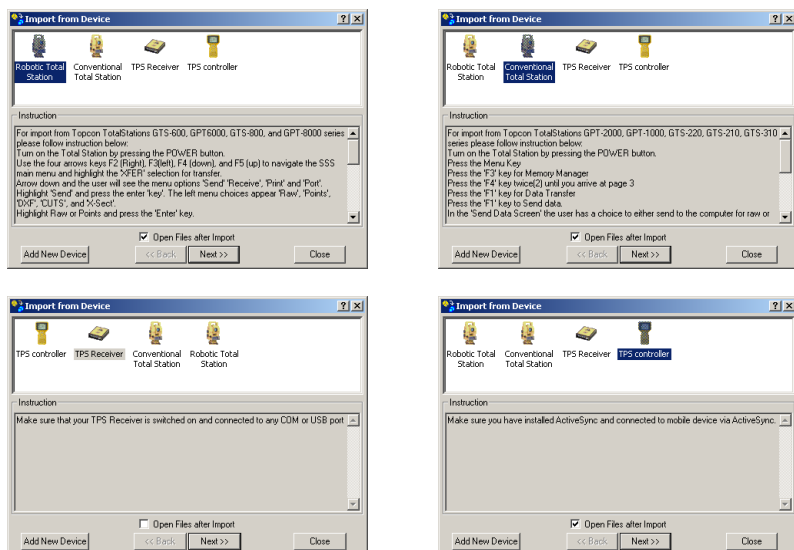 Import from Device
Robotic Total Station
Conventional Total Station
TPS Receiver
TPS controller
Instruction
For import from Topcon TotalStations GTS-600, GPT6000, GTS-800, and GPT-8000 series
please follow instruction below:
Turn on the Total Station by pressing the POWER button.
Use the four arrows keys F2 (Right), F3(left), F4 (down), and F5 (up) to navigate the SSS
main menu and highlight the 'XFER' selection for transfer.
Arrow down and the user will see the menu options 'Send' 'Receive', 'Print' and 'Port'.
Highlight 'Send' and press the enter 'key'. The left menu choices appear 'Raw', 'Points',
'DXF', 'CUTS', and 'X-Sect'.
Highlight Raw or Points and press the 'Enter' key.
Open Files after Import
Add New Device
<< Back
Next >>
Close
Import from Device
Robotic Total Station
Conventional Total Station
TPS Receiver
TPS controller
Instruction
For import from Topcon TotalStations GPT-2000, GPT-1000, GTS-220, GTS-210, GTS-310
series please follow instruction below:
Turn on the Total Station by pressing the POWER button.
Press the Menu Key
Press the 'F3' key for Memory Manager
Press the 'F4' key twice(2) until you arrive at page 3
Press the 'F1' key for Data Transfer
Press the 'F1' key to Send data.
In the 'Send Data Screen' the user has a choice to either send to the computer for raw or
Open Files after Import
Add New Device
<< Back
Next >>
Close
Import from Device
TPS controller
TPS Receiver
Conventional Total Station
Robotic Total Station
Instruction
Make sure that your TPS Receiver is switched on and connected to any COM or USB port
Open Files after Import
Add New Device
<< Back
Next >>
Close
Import from Device
Robotic Total Station
Conventional Total Station
TPS Receiver
TPS controller
Instruction
Make sure you have installed ActiveSync and connected to mobile device via ActiveSync.
Open Files after Import
Add New Device
<< Back
Next >>
Close